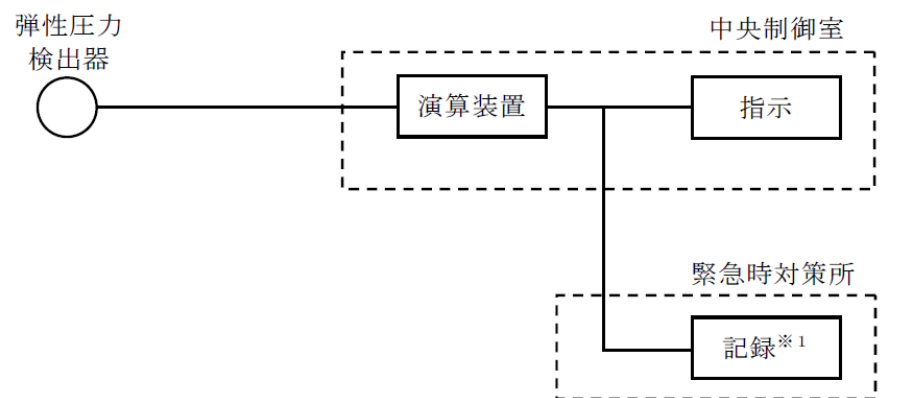 弾性圧力
検出器
中央制御室
演算装置
指示
緊急時対策所
記録※1